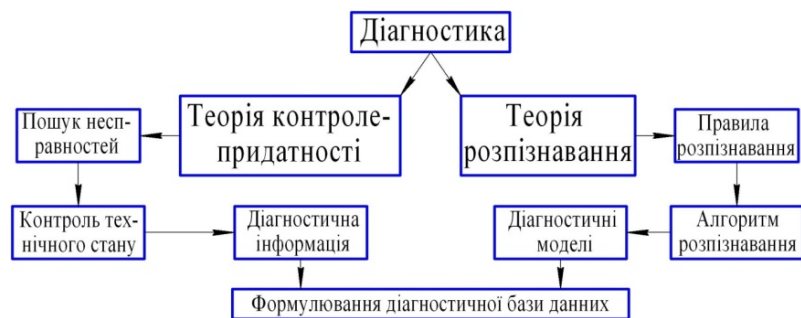 Діагностика
Теорія контроле-
придатності
Теорія
розпізнавання
Пошук несп-
равностей
Правила
розпізнавання
Контроль тех-
нічного стану
Діагностична
інформація
Діагностичні
моделі
Алгоритм
розпізнавання
Формулювання діагностичної бази данних